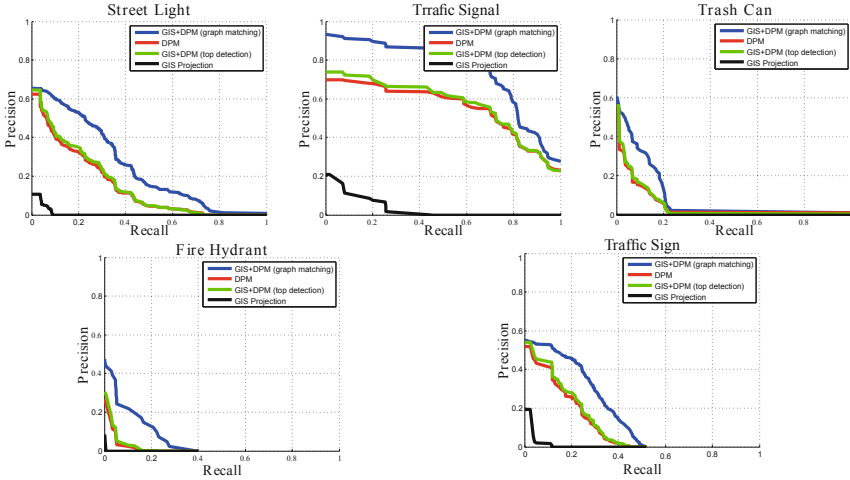 Street Light
GIS+DPM (graph matching)
DPM
GIS+DPM (top detection)
GIS Projection
Precision
1
0.8
0.6
0.4
0.2
0
0 0.2 0.4 0.6 0.8 1
Recall
Trrafic Signal
GIS+DPM (graph matching)
DPM
GIS+DPM (top detection)
GIS Projection
Precision
1
0.8
0.6
0.4
0.2
0
0 0.2 0.4 0.6 0.8 1
Recall
Trash Can
GIS+DPM (graph matching)
DPM
GIS+DPM (top detection)
GIS Projection
Precision
1
0.8
0.6
0.4
0.2
0
0 0.2 0.4 0.6 0.8
Recall
Fire Hydrant
GIS+DPM (graph matching)
DPM
GIS+DPM (top detection)
GIS Projection
Precision
1
0.8
0.6
0.4
0.2
0
0 0.2 0.4 0.6 0.8 1
Recall
Traffic Sign
GIS+DPM (graph matching)
DPM
GIS+DPM (top detection)
GIS Projection
Precision
1
0.8
0.6
0.4
0.2
0
0 0.2 0.4 0.6 0.8 1
Recall